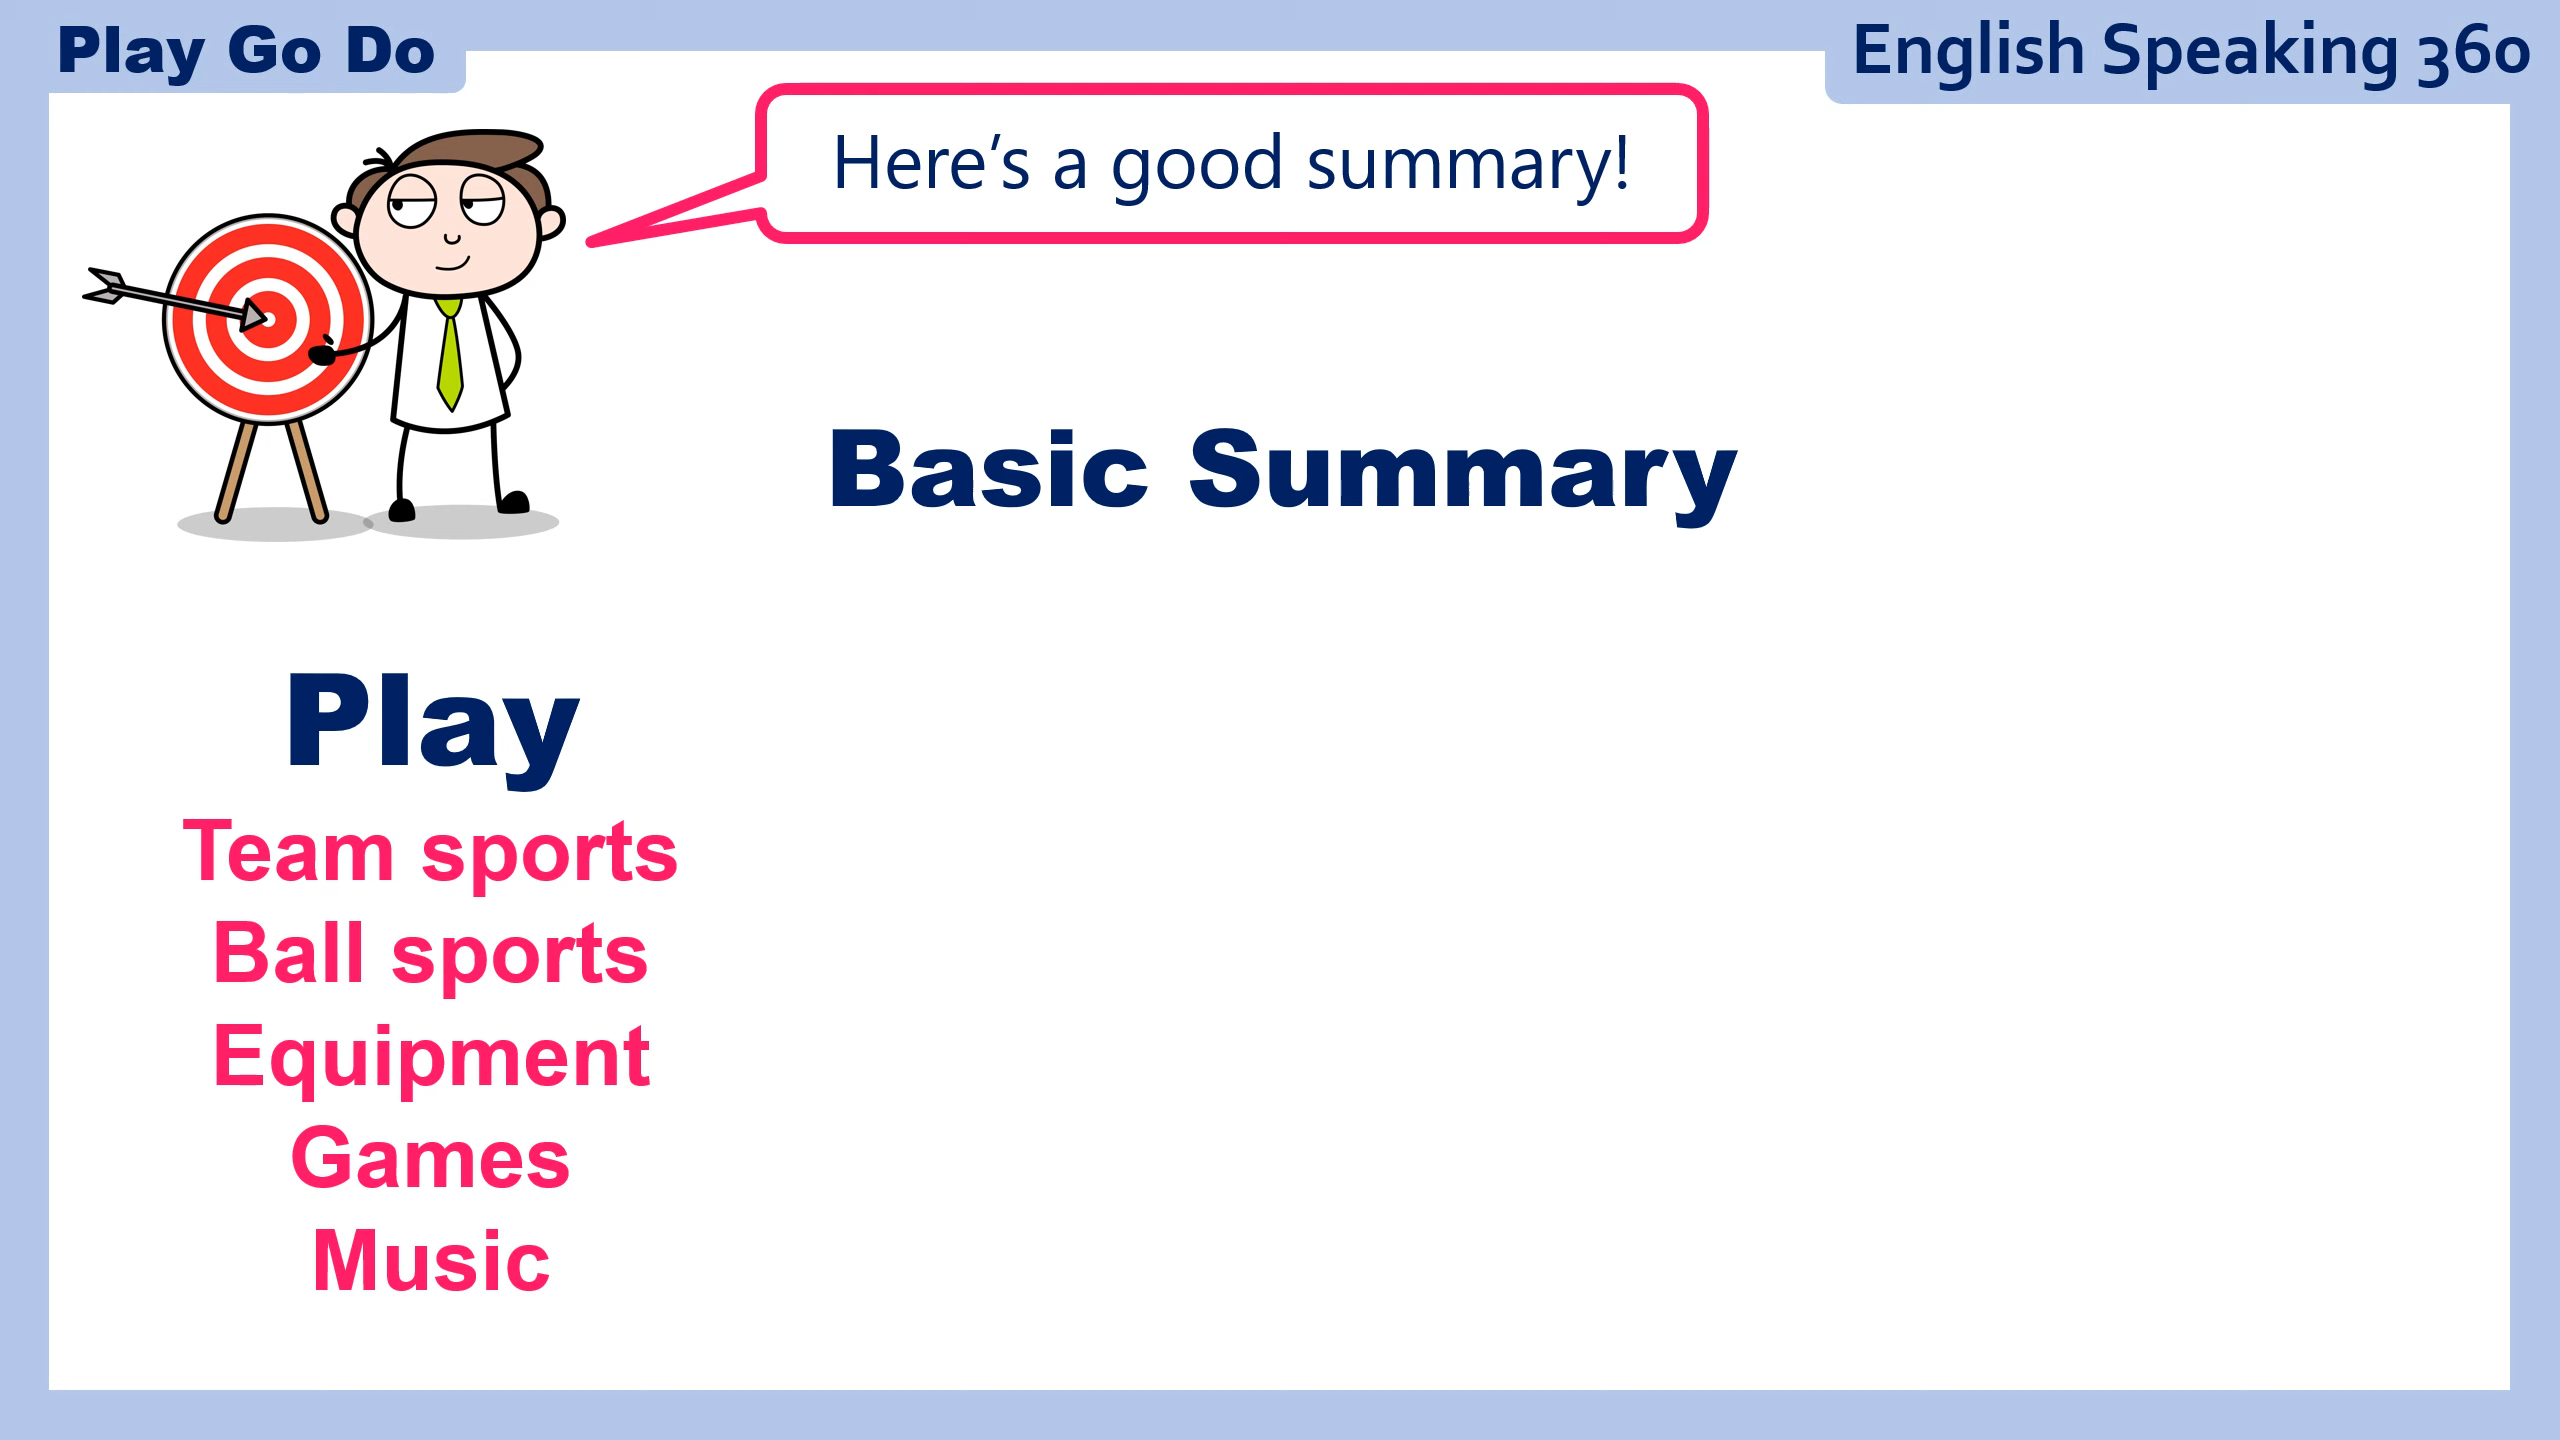 Play Go Do
English Speaking 360
Here’s a good summary!
Basic Summary
Play
Team sports
Ball sports
Equipment
Games
Music